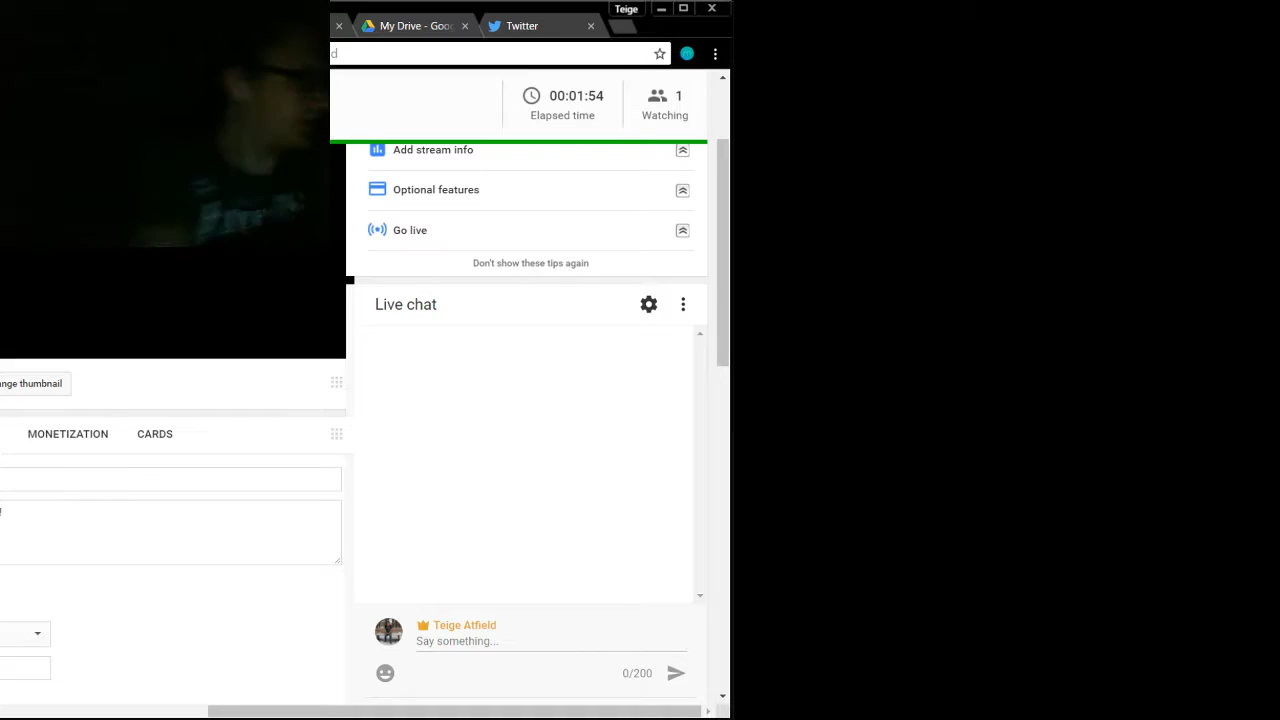 Teige
My Drive - Goo
Twitter
d
00:01:54
Elapsed time
1
Watching
Add stream info
Optional features
Go live
Don't show these tips again
Live chat
ange thumbnail
MONETIZATION
CARDS
!
Teige Atfield
Say something...
0/200